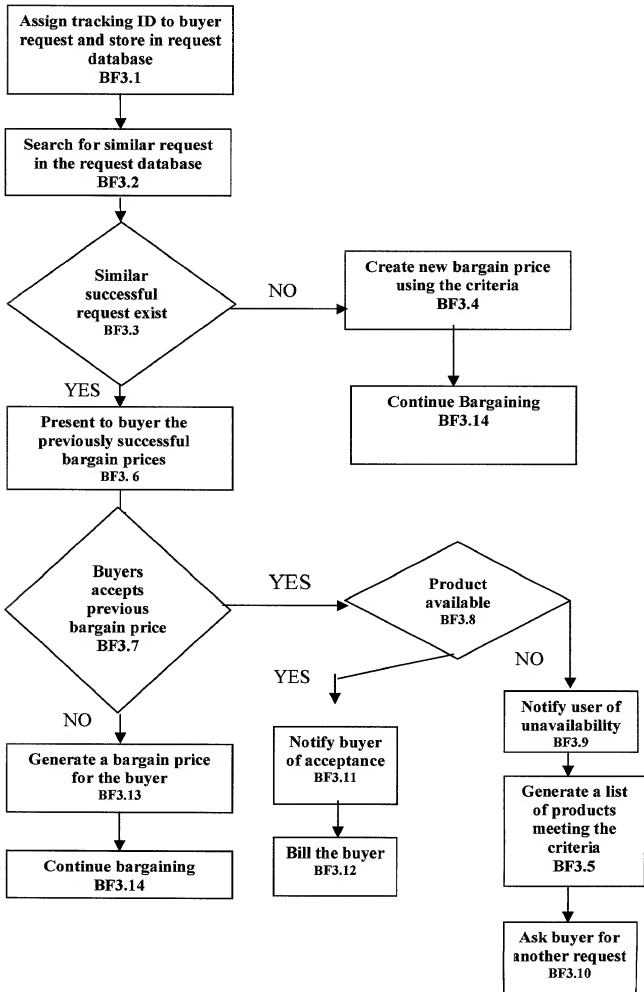 Assign tracking ID to buyer
request and store in request
database
BF3.1
Search for similar request
in the request database
BF3.2
Similar
successful
request exist
BF3.3
NO
Create new bargain price
using the criteria
BF3.4
Continue Bargaining
BF3.14
YES
Present to buyer the
previously successful
bargain prices
BF3. 6
Buyers
accepts
previous
bargain price
BF3.7
YES
Product
available
BF3.8
YES
NO
NO
Generate a bargain price
for the buyer
BF3.13
Continue bargaining
BF3.14
Notify buyer
of acceptance
BF3.11
Bill the buyer
BF3.12
Notify user of
unavailability
BF3.9
Generate a list
of products
meeting the
criteria
BF3.5
Ask buyer for
another request
BF3.10